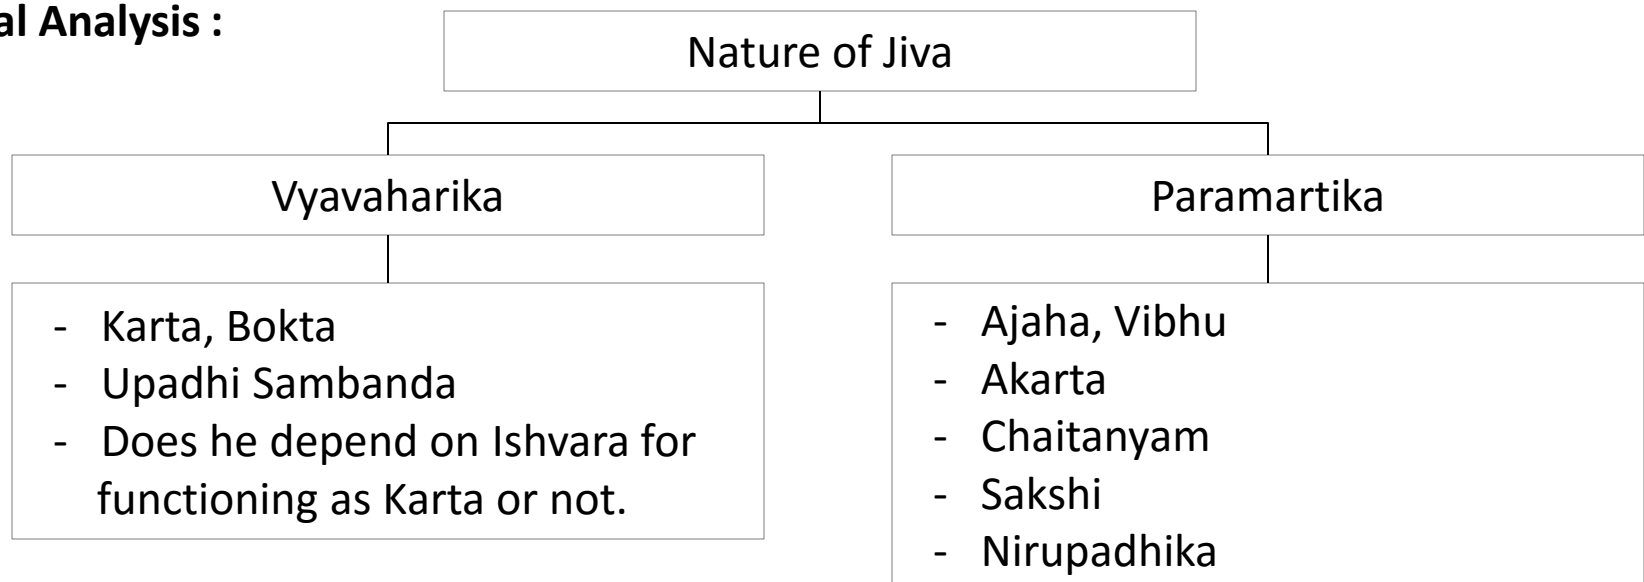 al Analysis :
Nature of Jiva
Vyavaharika
Paramartika
- Karta, Bokta
- Upadhi Sambanda
- Does he depend on Ishvara for
functioning as Karta or not.
- Ajaha, Vibhu
- Akarta
- Chaitanyam
- Sakshi
- Nirupadhika